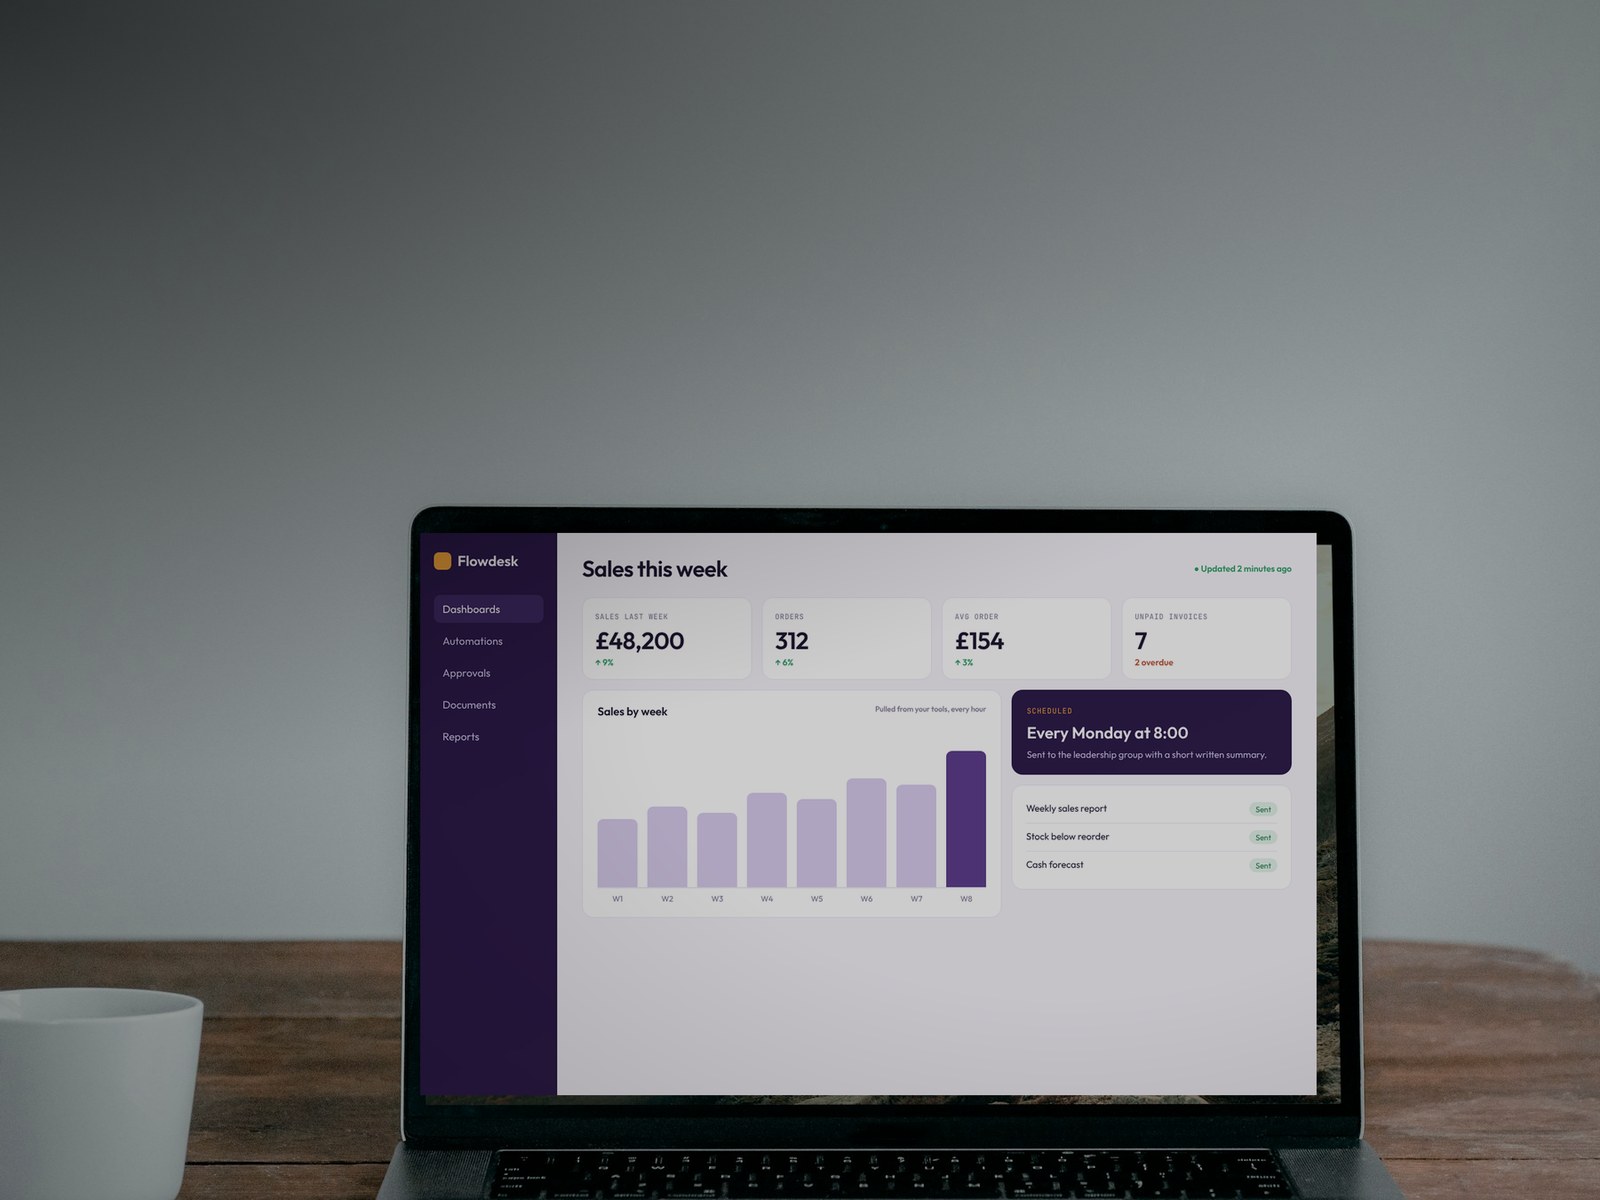 Flowdesk
Dashboards
Automations
Approvals
Documents
Reports
Sales this week
● Updated 2 minutes ago
SALES LAST WEEK
£48,200
↑ 9%
ORDERS
312
↑ 6%
AVG ORDER
£154
↑ 3%
UNPAID INVOICES
7
2 overdue
Sales by week
Pulled from your tools, every hour
W1 W2 W3 W4 W5 W6 W7 W8
SCHEDULED
Every Monday at 8:00
Sent to the leadership group with a short written summary.
Weekly sales report Sent
Stock below reorder Sent
Cash forecast Sent